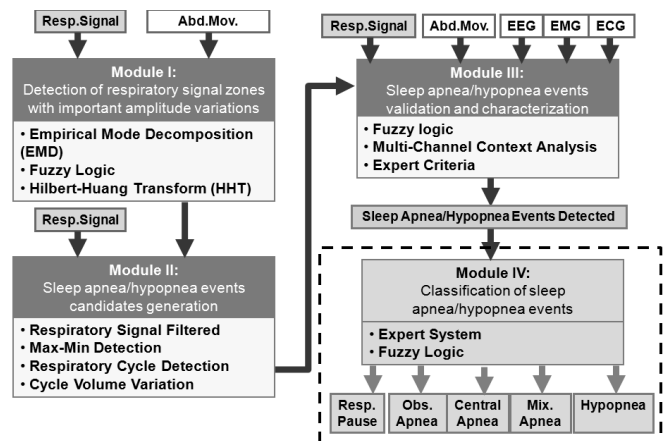 Resp.Signal
Abd.Mov.
Module I:
Detection of respiratory signal zones
with important amplitude variations
• Empirical Mode Decomposition
(EMD)
• Fuzzy Logic
• Hilbert-Huang Transform (HHT)
Resp.Signal
Module II:
Sleep apnea/hypopnea events
candidates generation
• Respiratory Signal Filtered
• Max-Min Detection
• Respiratory Cycle Detection
• Cycle Volume Variation
Resp.Signal
Abd.Mov.
EEG
EMG
ECG
Module III:
Sleep apnea/hypopnea events
validation and characterization
• Fuzzy logic
• Multi-Channel Context Analysis
• Expert Criteria
Sleep Apnea/Hypopnea Events Detected
Module IV:
Classification of sleep
apnea/hypopnea events
• Expert System
• Fuzzy Logic
Resp.
Pause
Obs.
Apnea
Central
Apnea
Mix.
Apnea
Hypopnea